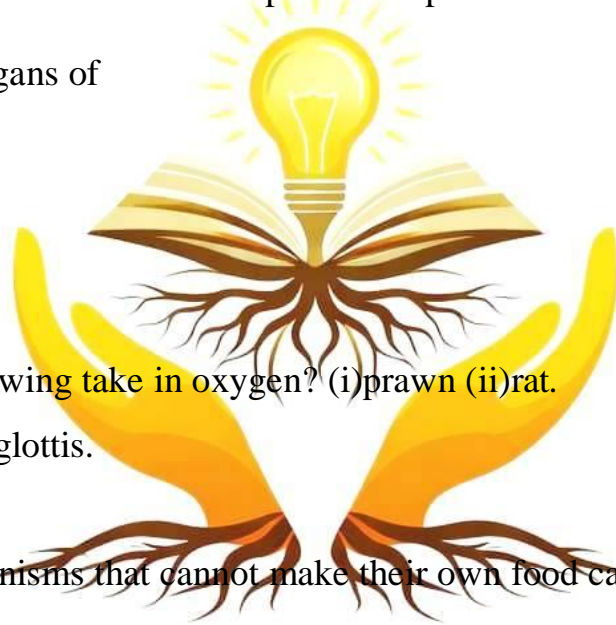 gans of
wing take in oxygen? (i)prawn (ii)rat.
glottis.
nisms that cannot make their own food ca